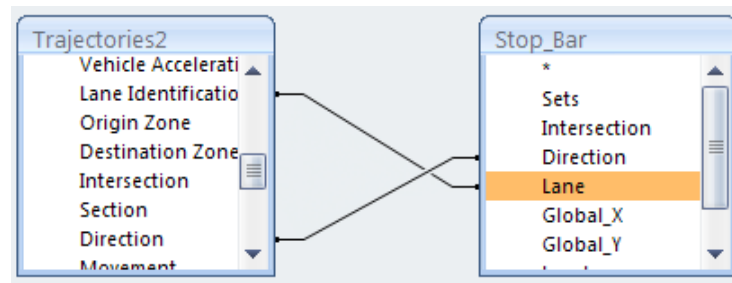 Trajectories2
Vehicle Accelerati
Lane Identificatio
Origin Zone
Destination Zone
Intersection
Section
Direction
Movement
Stop_Bar
*
Sets
Intersection
Direction
Lane
Global_X
Global_Y